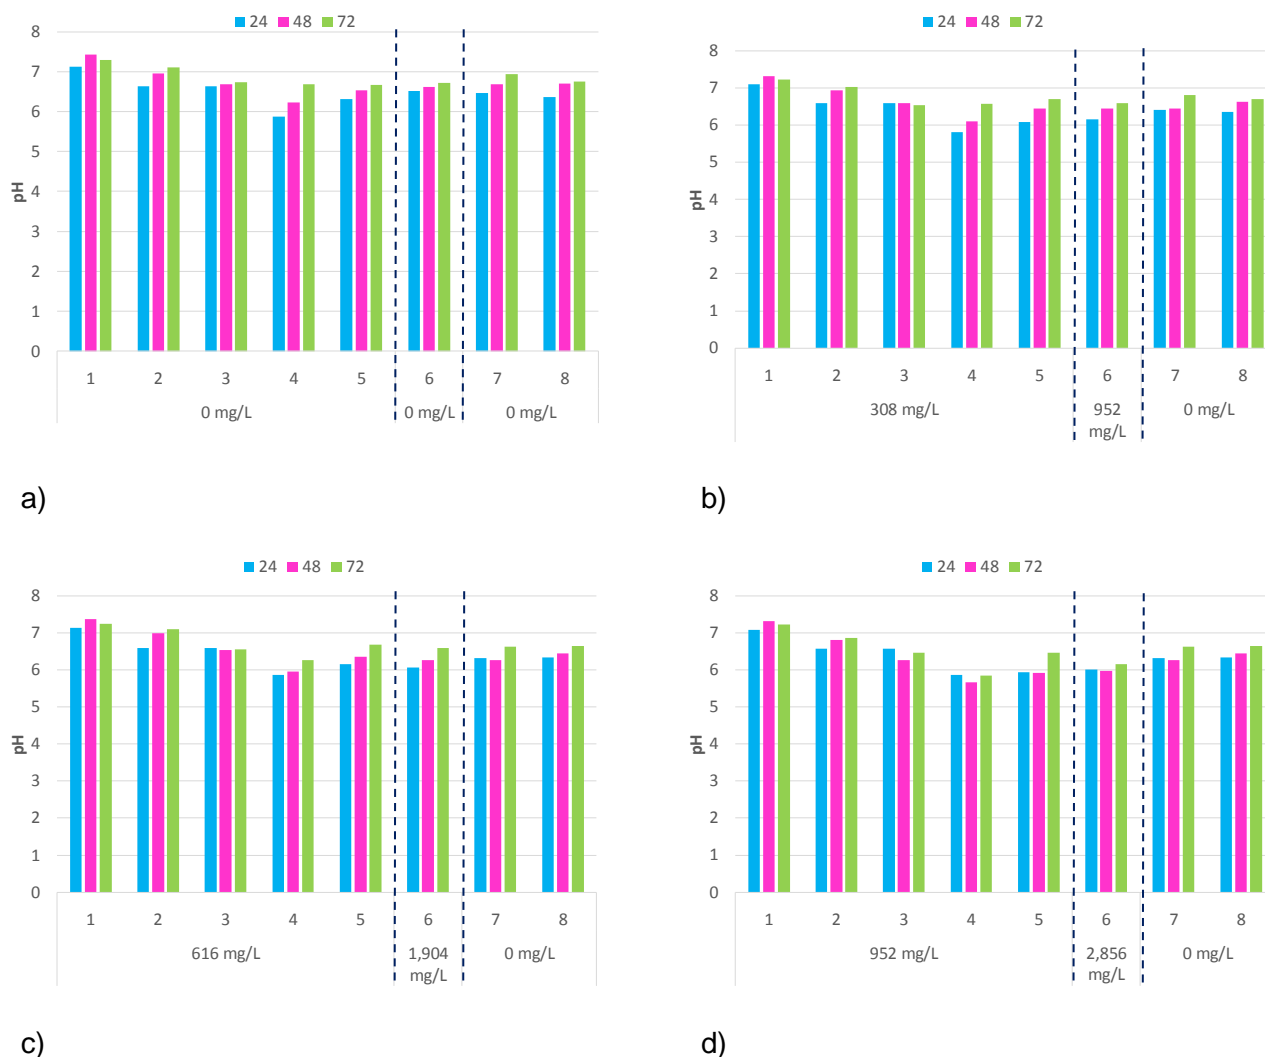 24 48 72
8
7
6
5
4
3
2
1
0
pH
1 2 3 4 5 6 7 8
0 mg/L 0 mg/L 0 mg/L
a)
24 48 72
8
7
6
5
4
3
2
1
0
pH
1 2 3 4 5 6 7 8
308 mg/L 952 0 mg/L
mg/L
b)
24 48 72
8
7
6
5
4
3
2
1
0
pH
1 2 3 4 5 6 7 8
616 mg/L 1,904 0 mg/L
mg/L
c)
24 48 72
8
7
6
5
4
3
2
1
0
pH
1 2 3 4 5 6 7 8
952 mg/L 2,856 0 mg/L
mg/L
d)